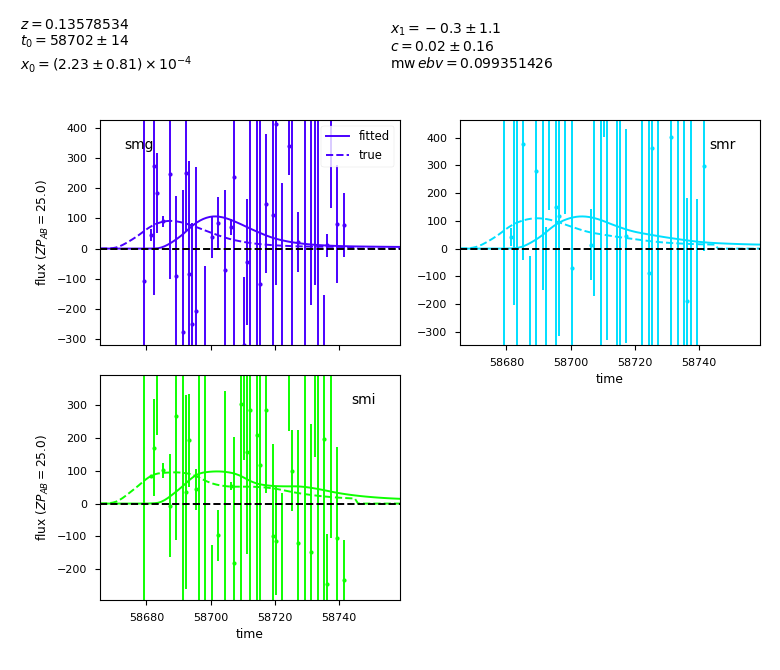 z = 0.13578534
t₀ = 58702 ± 14
x₀ = (2.23 ± 0.81) × 10⁻⁴
x₁ = −0.3 ± 1.1
c = 0.02 ± 0.16
mw ebv = 0.099351426
smg
fitted
true
400
300
200
100
0
−100
−200
−300
flux (ZP_AB = 25.0)
smr
400
300
200
100
0
−100
−200
−300
58680 58700 58720 58740
time
smi
300
200
100
0
−100
−200
flux (ZP_AB = 25.0)
58680 58700 58720 58740
time